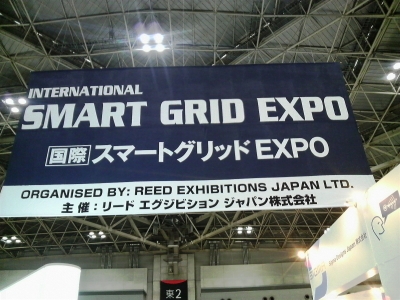 INTERNATIONAL
SMART GRID EXPO
国際 スマートグリッド EXPO
ORGANISED BY: REED EXHIBITIONS JAPAN LTD.
主 催:リード エグジビション ジャパン株式会社
東2